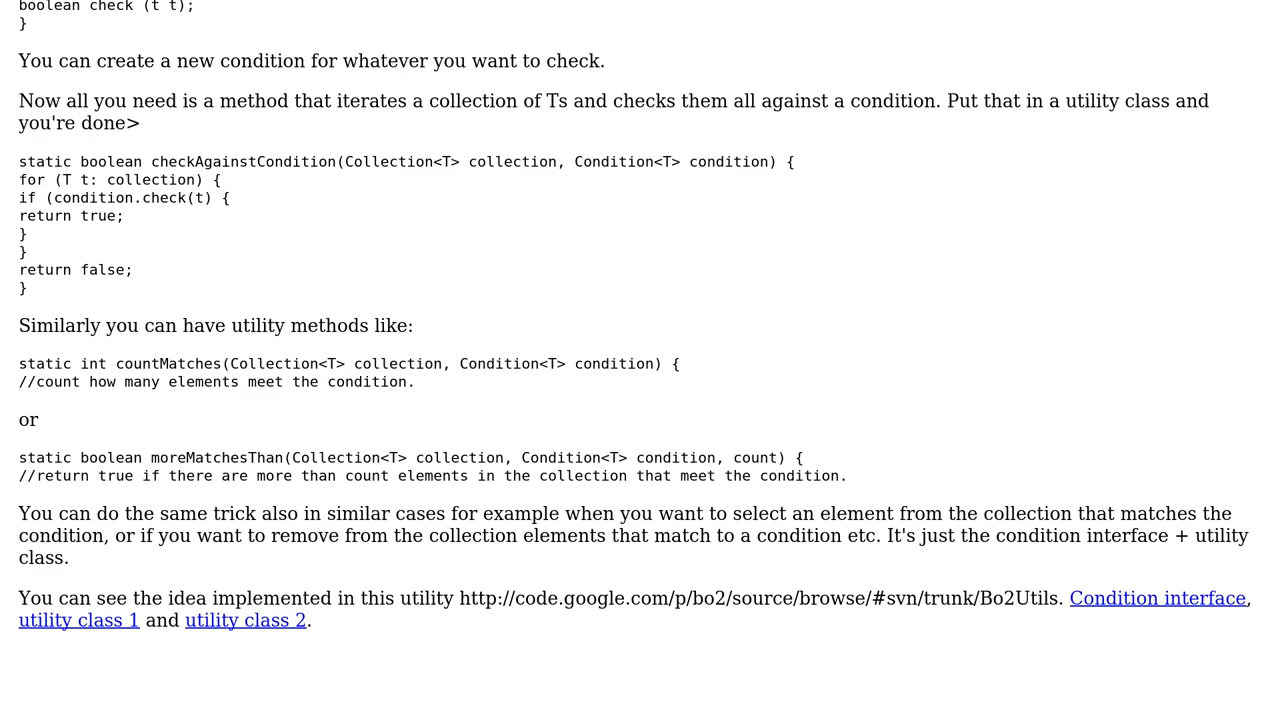 boolean check (t t);
}
You can create a new condition for whatever you want to check.
Now all you need is a method that iterates a collection of Ts and checks them all against a condition. Put that in a utility class and
you're done>
static boolean checkAgainstCondition(Collection<T> collection, Condition<T> condition) {
for (T t: collection) {
if (condition.check(t) {
return true;
}
}
return false;
}
Similarly you can have utility methods like:
static int countMatches(Collection<T> collection, Condition<T> condition) {
//count how many elements meet the condition.
or
static boolean moreMatchesThan(Collection<T> collection, Condition<T> condition, count) {
//return true if there are more than count elements in the collection that meet the condition.
You can do the same trick also in similar cases for example when you want to select an element from the collection that matches the
condition, or if you want to remove from the collection elements that match to a condition etc. It's just the condition interface + utility
class.
You can see the idea implemented in this utility http://code.google.com/p/bo2/source/browse/#svn/trunk/Bo2Utils. Condition interface,
utility class 1 and utility class 2.